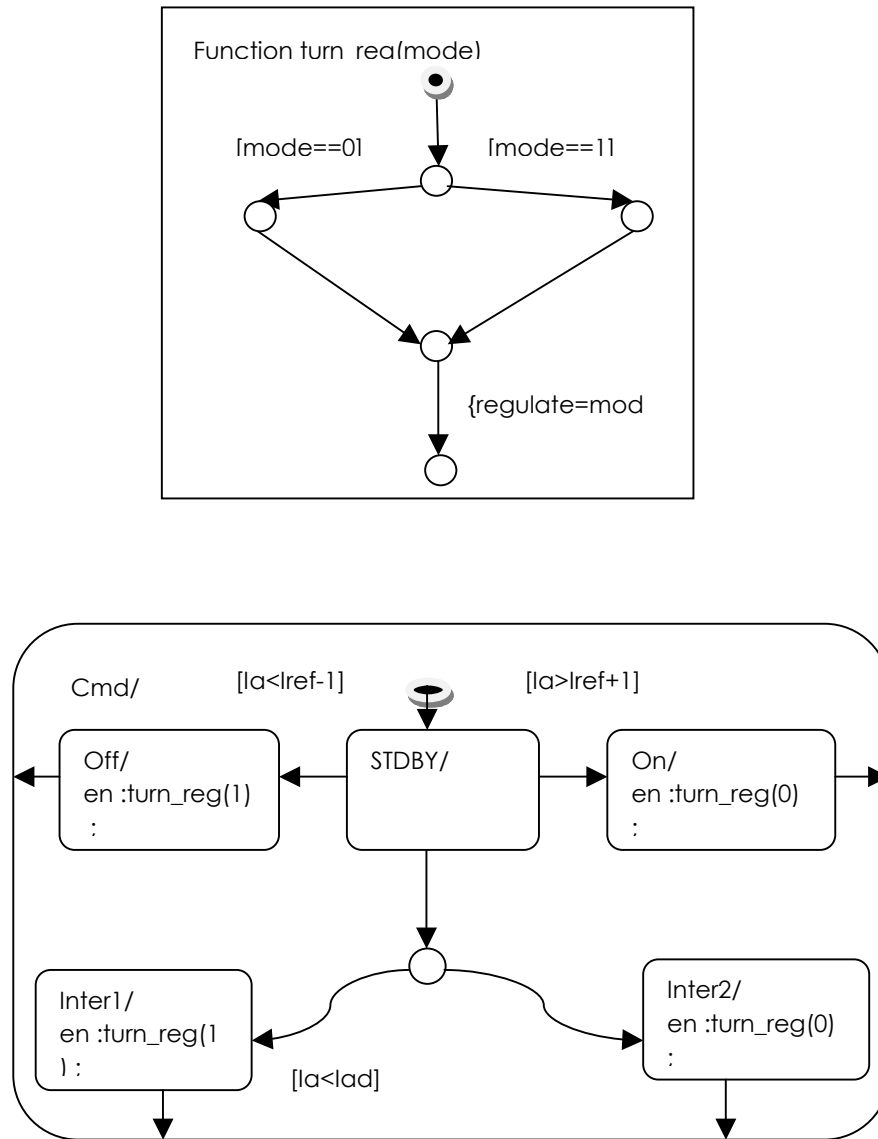 Function turn_reg(mode)
[mode==0]
[mode==1]
{regulate=mod
Cmd/
[Ia<Iref-1]
[Ia>Iref+1]
Off/
en :turn_reg(1)
;
STDBY/
On/
en :turn_reg(0)
;
Inter1/
en :turn_reg(1
) ;
[Ia<Iad]
Inter2/
en :turn_reg(0)
;